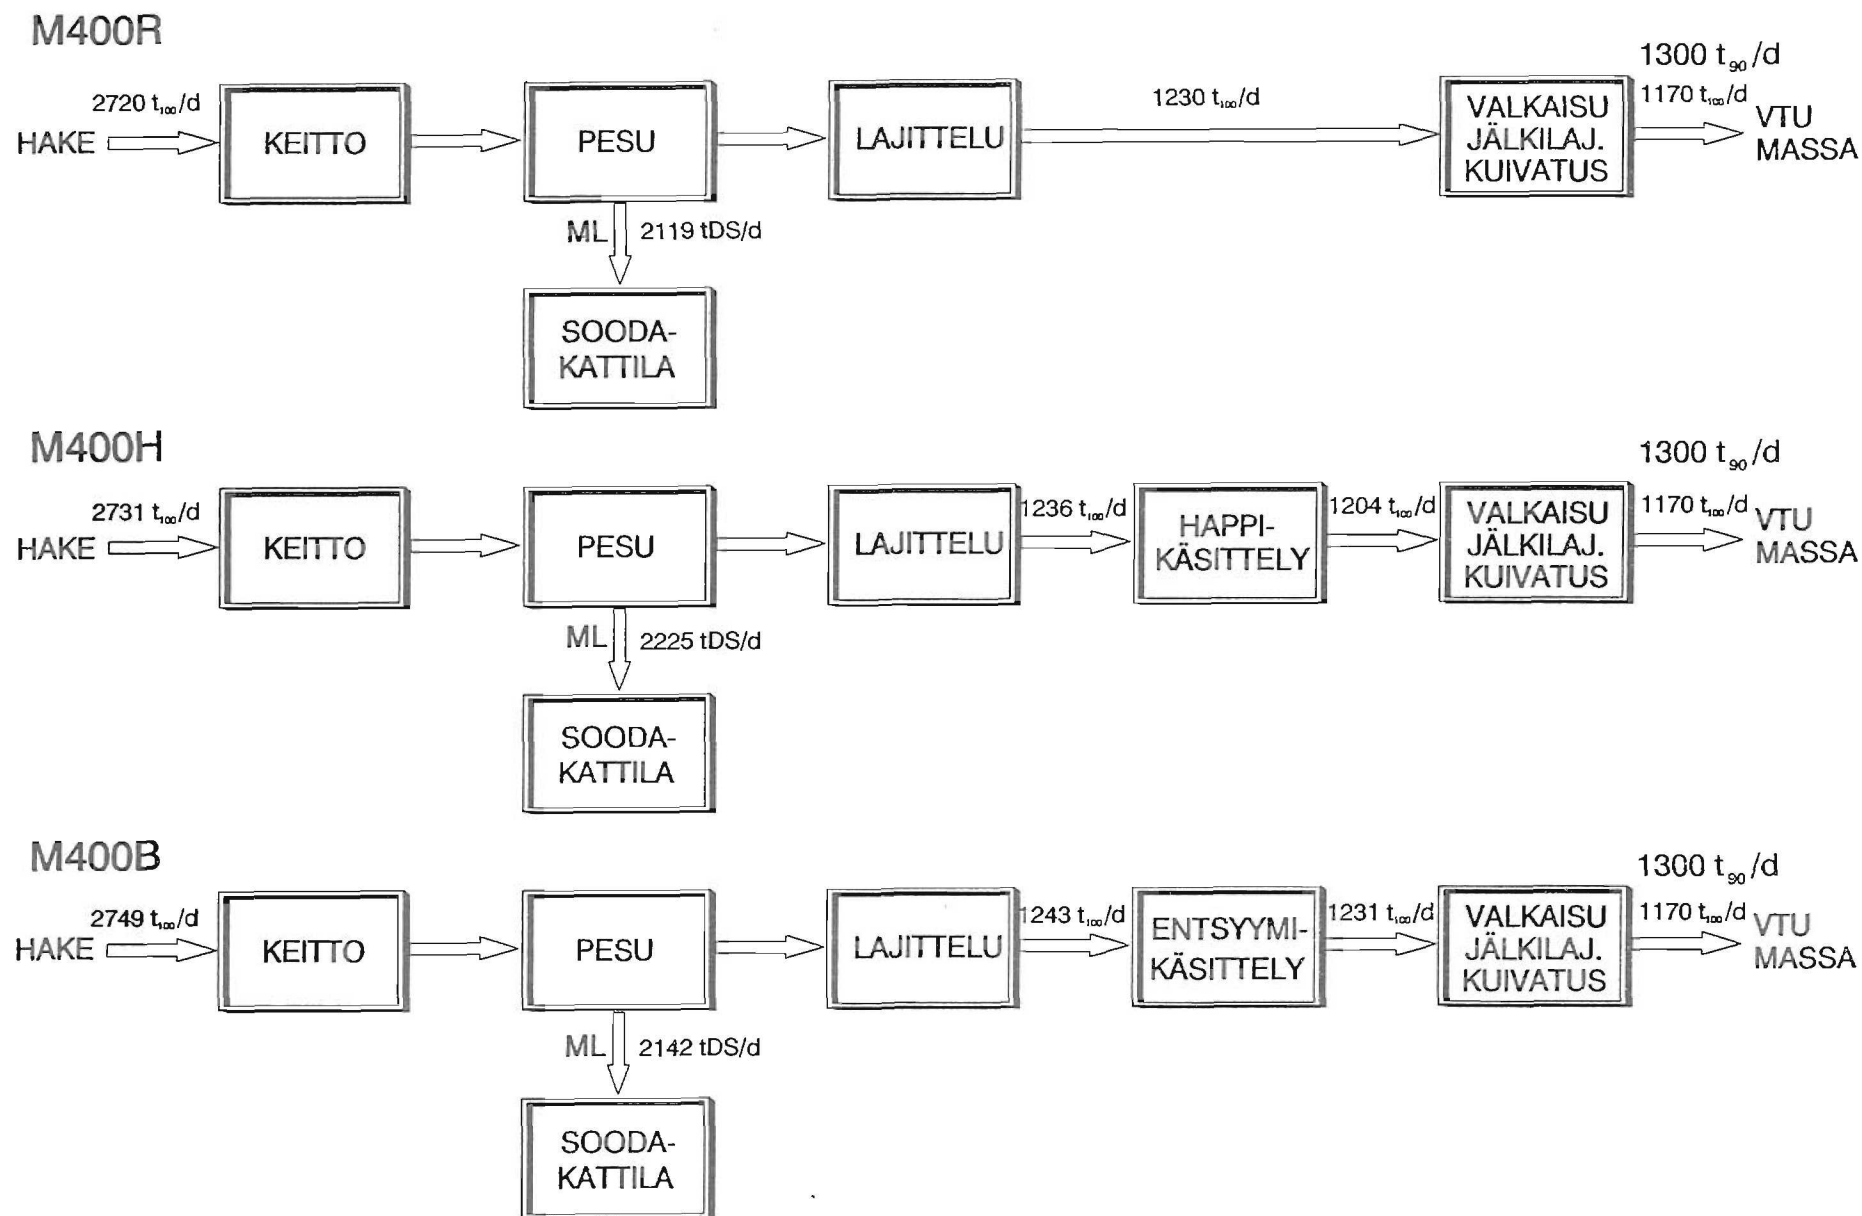 M400R
1300 t90/d
2720 t100/d
1230 t100/d
1170 t100/d
HAKE
KEITTO
PESU
LAJITTELU
VALKAISU
JÄLKILAJ.
KUIVATUS
VTU
MASSA
ML
2119 tDS/d
SOODA-
KATTILA
M400H
1300 t90/d
2731 t100/d
1236 t100/d
1204 t100/d
1170 t100/d
HAKE
KEITTO
PESU
LAJITTELU
HAPPI-
KÄSITTELY
VALKAISU
JÄLKILAJ.
KUIVATUS
VTU
MASSA
ML
2225 tDS/d
SOODA-
KATTILA
M400B
1300 t90/d
2749 t100/d
1243 t100/d
1231 t100/d
1170 t100/d
HAKE
KEITTO
PESU
LAJITTELU
ENTSYYMI-
KÄSITTELY
VALKAISU
JÄLKILAJ.
KUIVATUS
VTU
MASSA
ML
2142 tDS/d
SOODA-
KATTILA